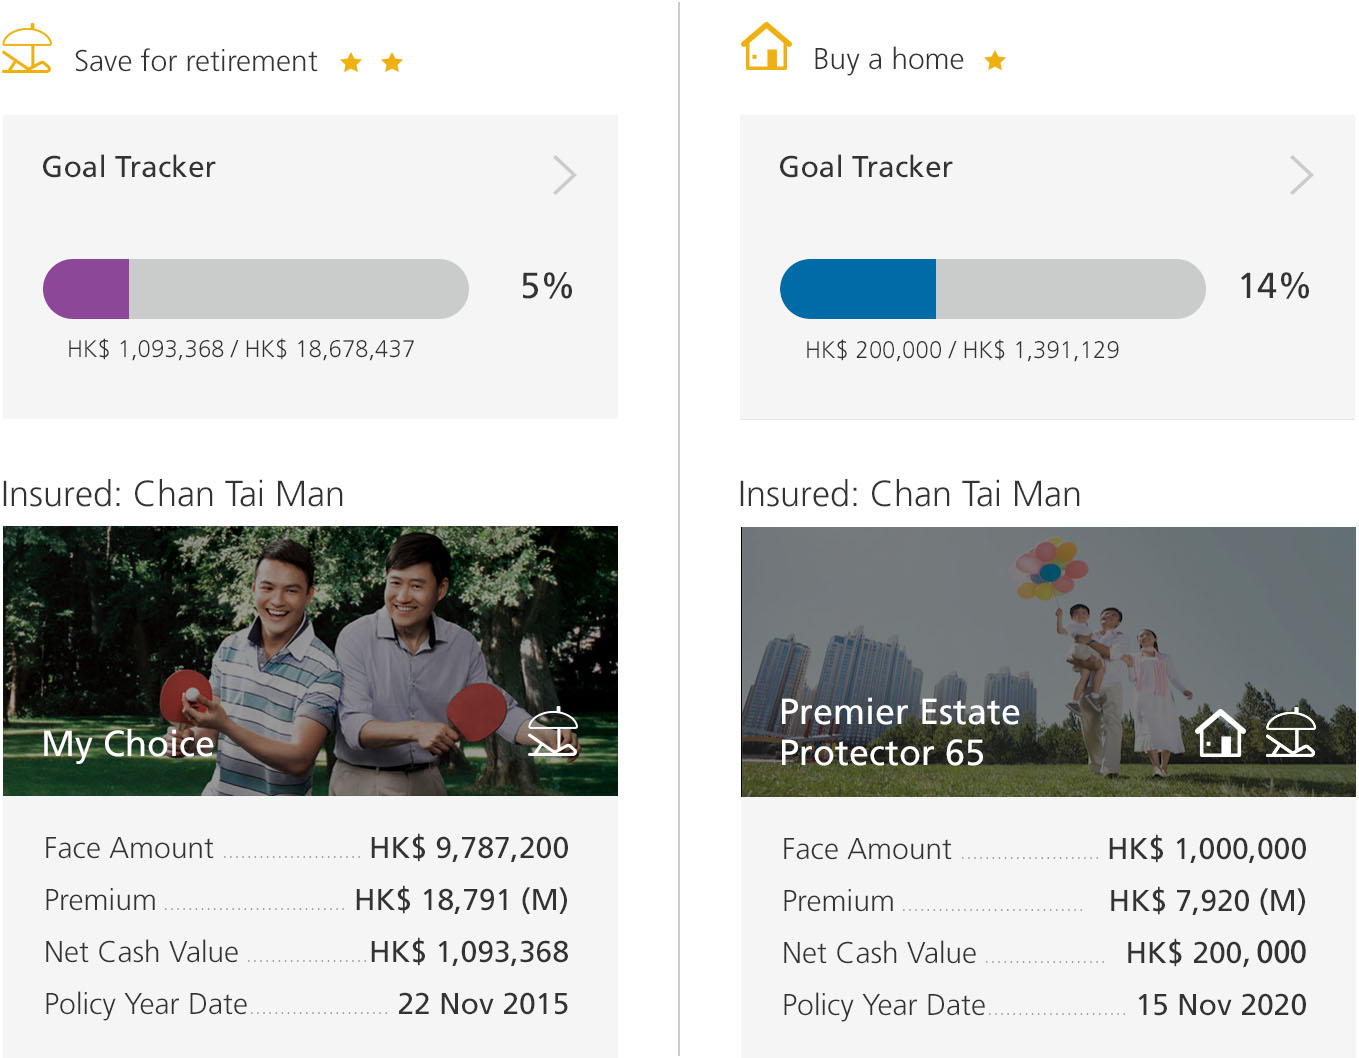 Save for retirement
Goal Tracker
5%
HK$ 1,093,368 / HK$ 18,678,437
Insured: Chan Tai Man
My Choice
Face Amount ........................ HK$ 9,787,200
Premium ............................... HK$ 18,791 (M)
Net Cash Value .....................HK$ 1,093,368
Policy Year Date........................ 22 Nov 2015
Buy a home
Goal Tracker
14%
HK$ 200,000 / HK$ 1,391,129
Insured: Chan Tai Man
Premier Estate
Protector 65
Face Amount ........................ HK$ 1,000,000
Premium ............................... HK$ 7,920 (M)
Net Cash Value ..................... HK$ 200,000
Policy Year Date........................ 15 Nov 2020